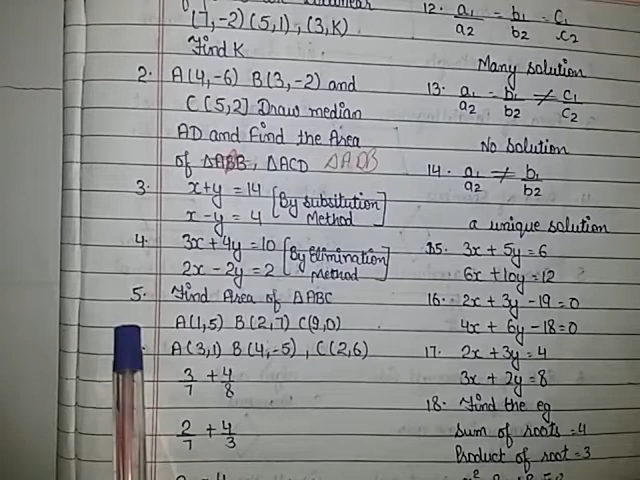 (7,-2) (5,1), (3,K)
Find K
2. A(4,-6) B(3,-2) and
C(5,2) Draw median
AD and Find the Area
of ΔABB, ΔACD ΔADB
3. x+y = 14 [By substitution
x-y = 4 Method]
4. 3x+4y=10 [By Elimination
2x-2y=2 Method]
5. Find Area of ΔABC
A(1,5) B(2,7) C(9,0)
A(3,1) B(4,-5), C(2,6)
3/7 + 4/8
2/7 + 4/3
12. a1/a2 = b1/b2 = c1/c2
Many solution
13. a1/a2 = b1/b2 ≠ c1/c2
No solution
14. a1/a2 ≠ b1/b2
a unique solution
15. 3x+5y=6
6x+10y=12
16. 2x+3y-19=0
4x+6y-18=0
17. 2x+3y=4
3x+2y=8
18. Find the eg
Sum of roots=4
Product of root=3